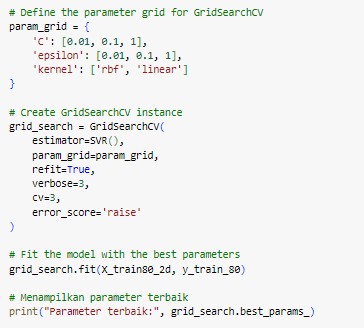 # Define the parameter grid for GridSearchCV
param_grid = {
    'C': [0.01, 0.1, 1],
    'epsilon': [0.01, 0.1, 1],
    'kernel': ['rbf', 'linear']
}
# Create GridSearchCV instance
grid_search = GridSearchCV(
    estimator=SVR(),
    param_grid=param_grid,
    refit=True,
    verbose=3,
    cv=3,
    error_score='raise'
)
# Fit the model with the best parameters
grid_search.fit(X_train80_2d, y_train_80)
# Menampilkan parameter terbaik
print("Parameter terbaik:", grid_search.best_params_)